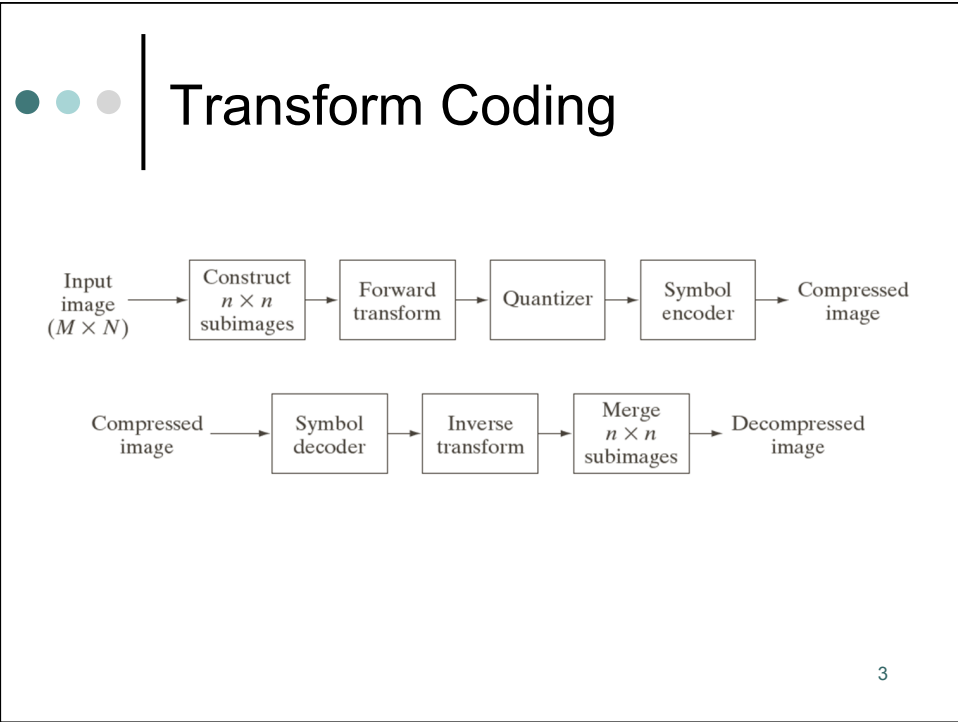 Transform Coding
Input
image
(M × N)
Construct
n × n
subimages
Forward
transform
Quantizer
Symbol
encoder
Compressed
image
Compressed
image
Symbol
decoder
Inverse
transform
Merge
n × n
subimages
Decompressed
image
3